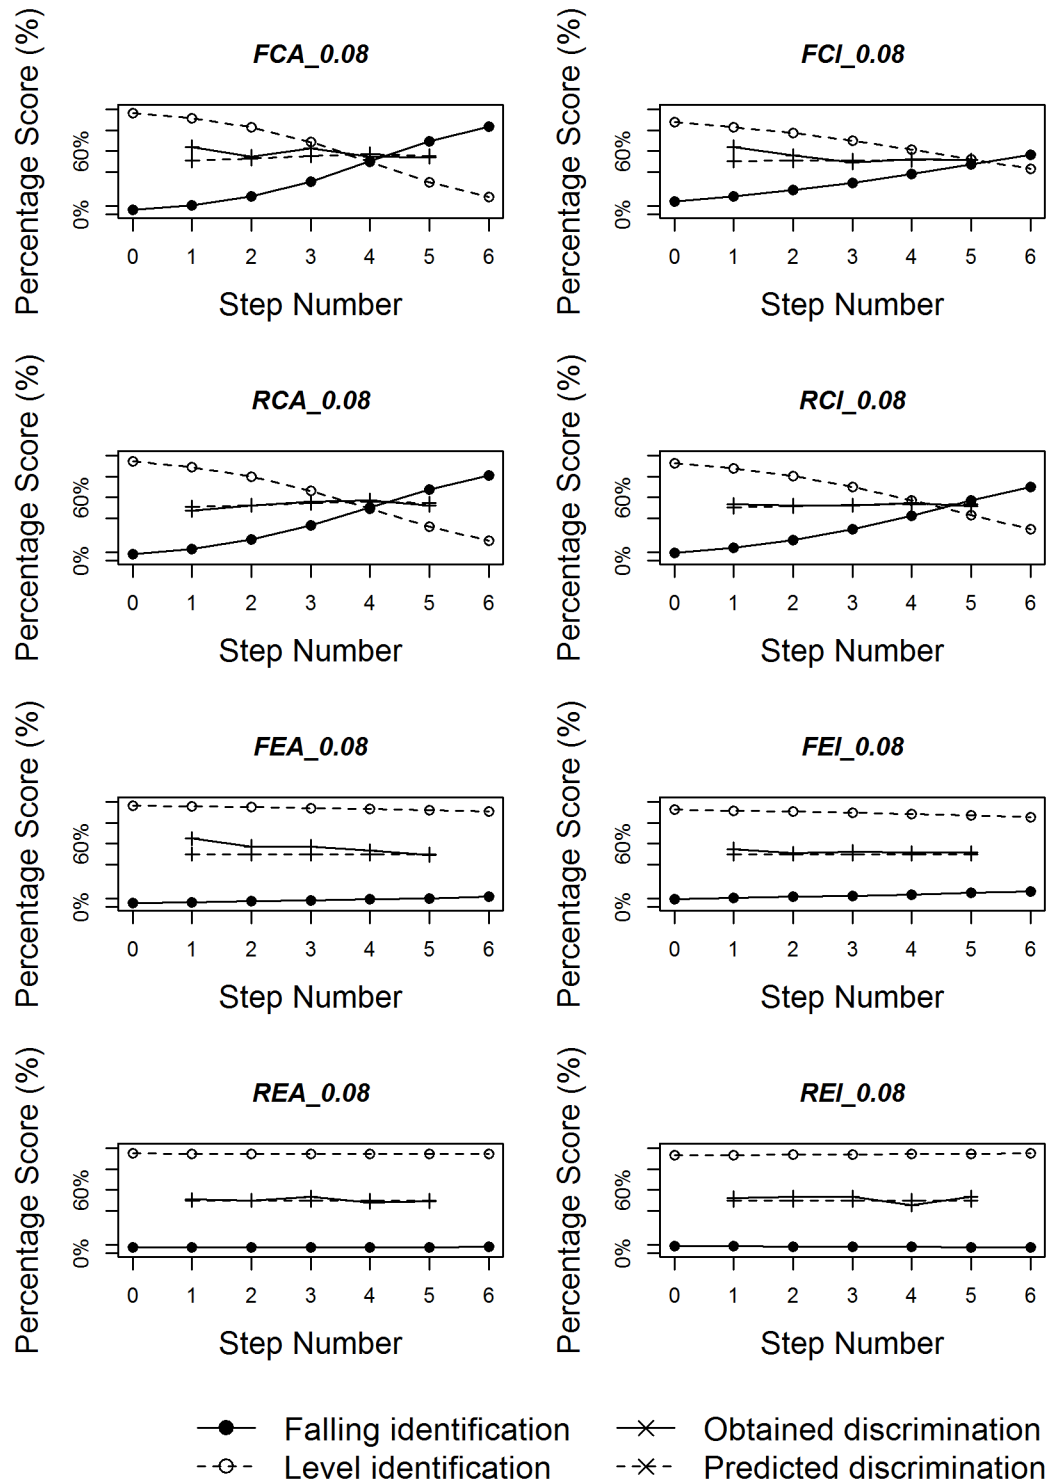 FCA_0.08
FCI_0.08
Percentage Score (%)
0% 60%
0 1 2 3 4 5 6
Step Number
Percentage Score (%)
0% 60%
0 1 2 3 4 5 6
Step Number
RCA_0.08
RCI_0.08
Percentage Score (%)
0% 60%
0 1 2 3 4 5 6
Step Number
Percentage Score (%)
0% 60%
0 1 2 3 4 5 6
Step Number
FEA_0.08
FEI_0.08
Percentage Score (%)
0% 60%
0 1 2 3 4 5 6
Step Number
Percentage Score (%)
0% 60%
0 1 2 3 4 5 6
Step Number
REA_0.08
REI_0.08
Percentage Score (%)
0% 60%
0 1 2 3 4 5 6
Step Number
Percentage Score (%)
0% 60%
0 1 2 3 4 5 6
Step Number
Falling identification
Obtained discrimination
Level identification
Predicted discrimination